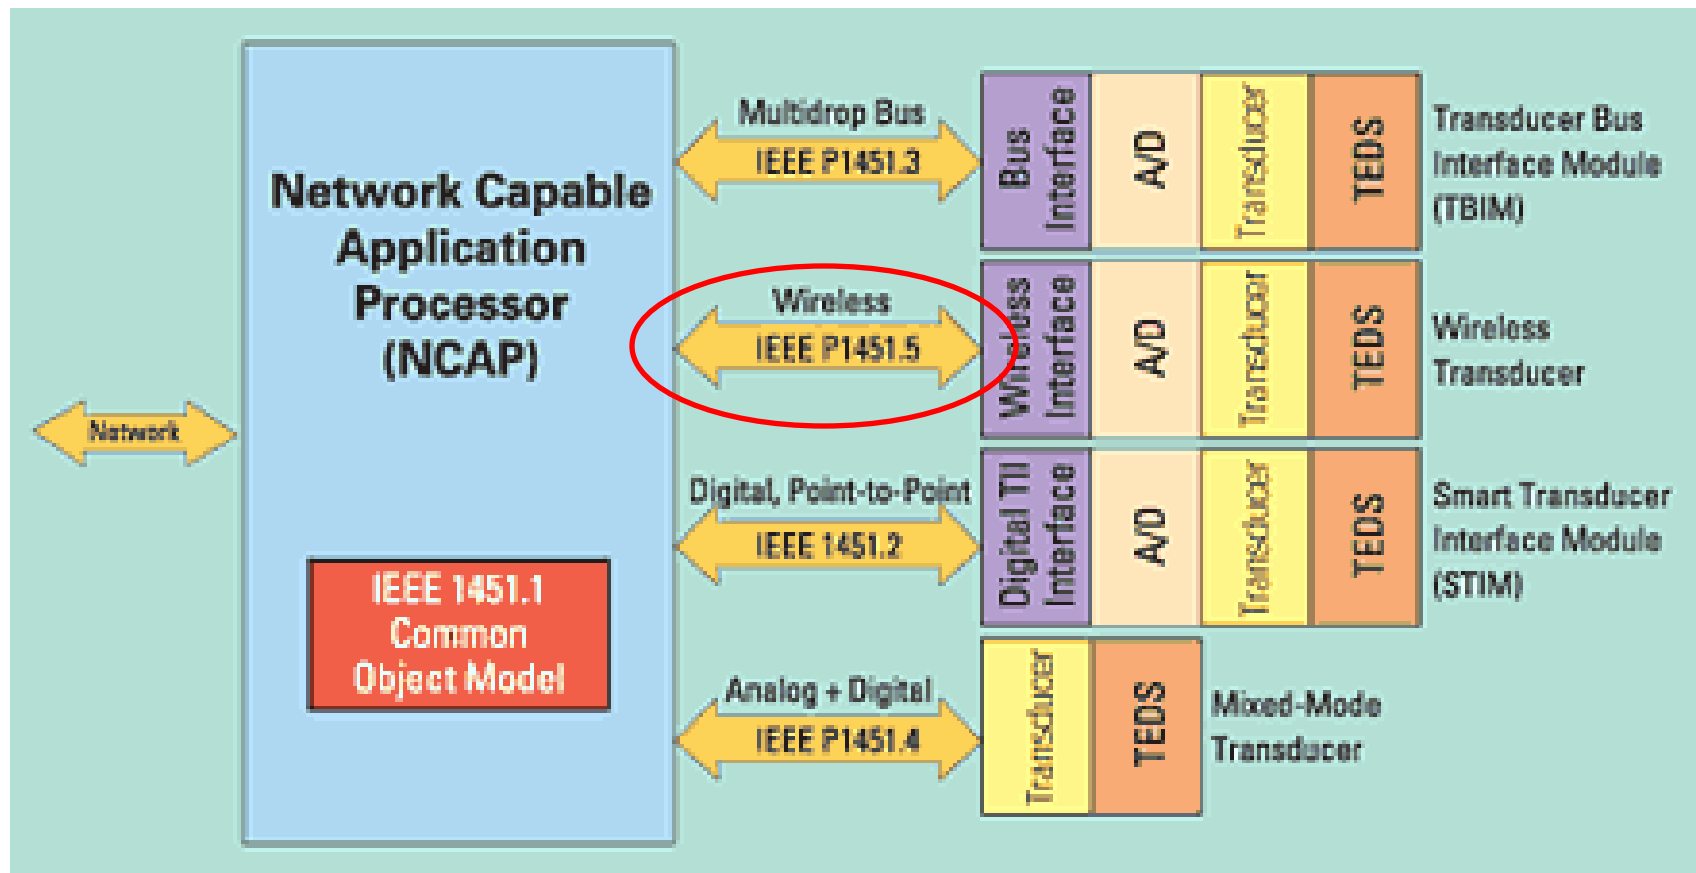 Network
Network Capable
Application
Processor
(NCAP)
IEEE 1451.1
Common
Object Model
Multidrop Bus
IEEE P1451.3
Bus
Interface
A/D
Transducer
TEDS
Transducer Bus
Interface Module
(TBIM)
Wireless
IEEE P1451.5
Wireless
Interface
A/D
Transducer
TEDS
Wireless
Transducer
Digital, Point-to-Point
IEEE 1451.2
Digital TII
Interface
A/D
Transducer
TEDS
Smart Transducer
Interface Module
(STIM)
Analog + Digital
IEEE P1451.4
Transducer
TEDS
Mixed-Mode
Transducer